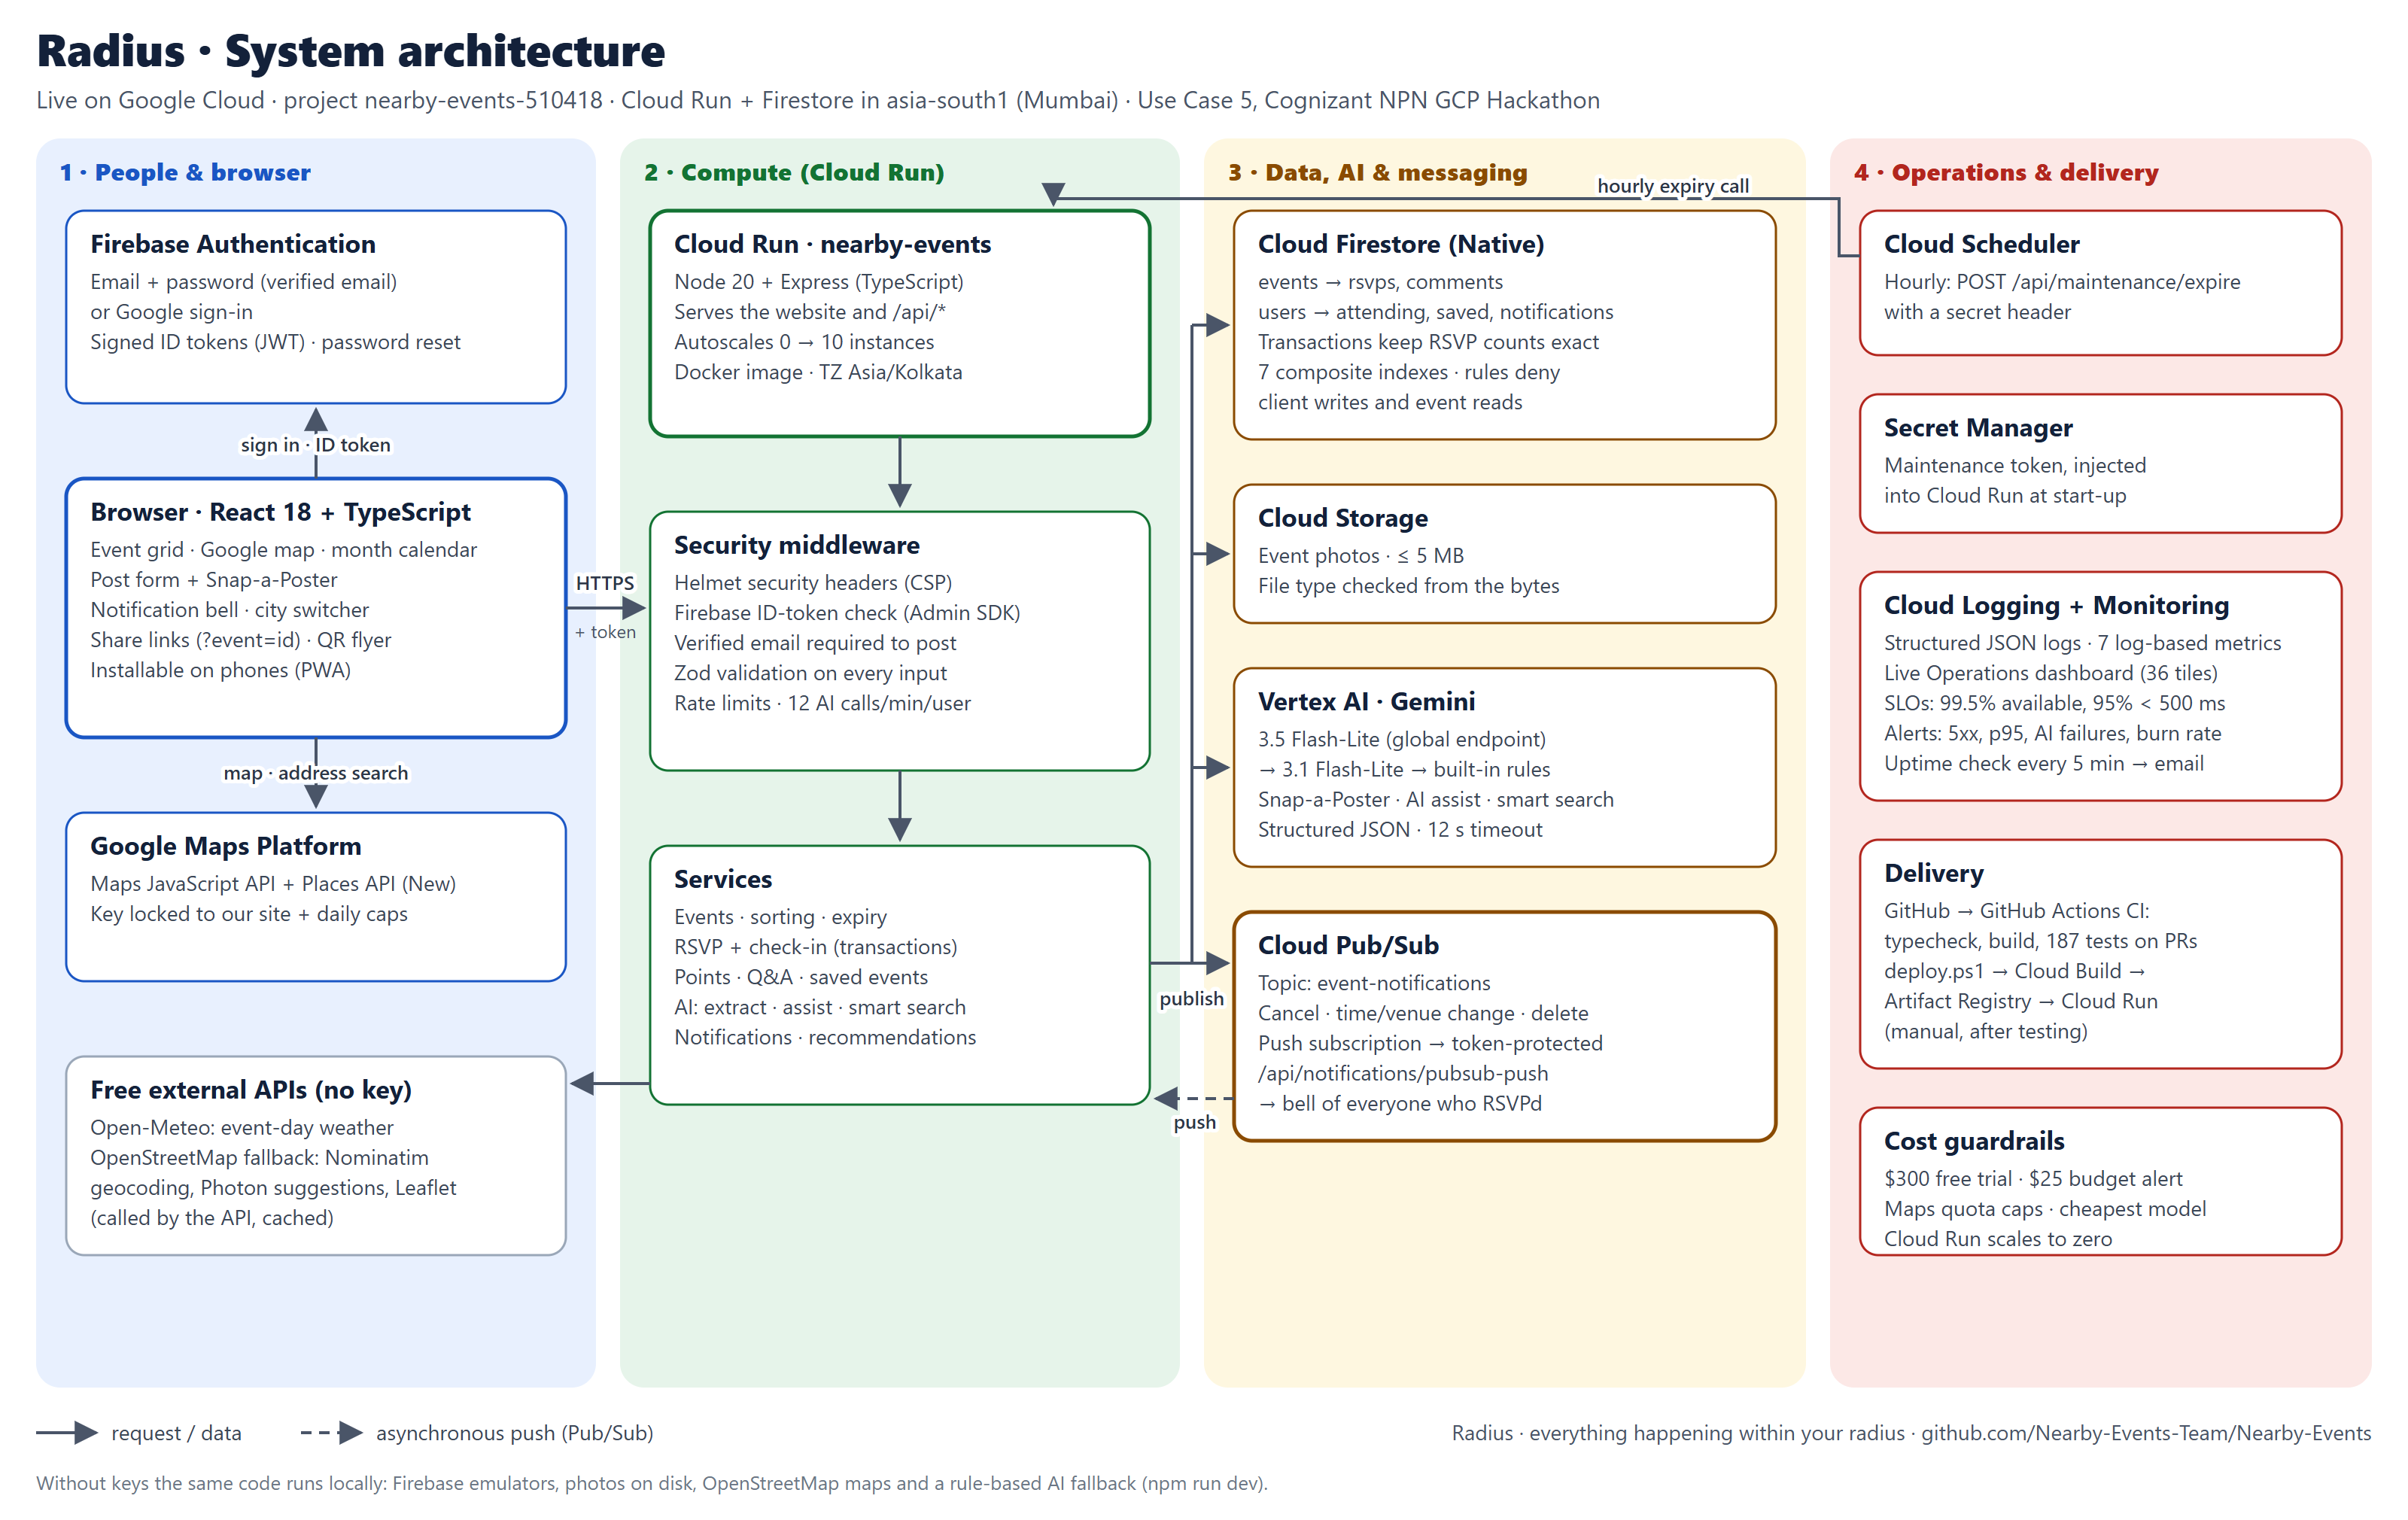 Radius · System architecture
Live on Google Cloud · project nearby-events-510418 · Cloud Run + Firestore in asia-south1 (Mumbai) · Use Case 5, Cognizant NPN GCP Hackathon
1 · People & browser
Firebase Authentication
Email + password (verified email)
or Google sign-in
Signed ID tokens (JWT) · password reset
sign in · ID token
Browser · React 18 + TypeScript
Event grid · Google map · month calendar
Post form + Snap-a-Poster
Notification bell · city switcher
Share links (?event=id) · QR flyer
Installable on phones (PWA)
HTTPS
+ token
map · address search
Google Maps Platform
Maps JavaScript API + Places API (New)
Key locked to our site + daily caps
Free external APIs (no key)
Open-Meteo: event-day weather
OpenStreetMap fallback: Nominatim
geocoding, Photon suggestions, Leaflet
(called by the API, cached)
2 · Compute (Cloud Run)
Cloud Run · nearby-events
Node 20 + Express (TypeScript)
Serves the website and /api/*
Autoscales 0 → 10 instances
Docker image · TZ Asia/Kolkata
Security middleware
Helmet security headers (CSP)
Firebase ID-token check (Admin SDK)
Verified email required to post
Zod validation on every input
Rate limits · 12 AI calls/min/user
Services
Events · sorting · expiry
RSVP + check-in (transactions)
Points · Q&A · saved events
AI: extract · assist · smart search
Notifications · recommendations
publish
push
3 · Data, AI & messaging
hourly expiry call
Cloud Firestore (Native)
events → rsvps, comments
users → attending, saved, notifications
Transactions keep RSVP counts exact
7 composite indexes · rules deny
client writes and event reads
Cloud Storage
Event photos · ≤ 5 MB
File type checked from the bytes
Vertex AI · Gemini
3.5 Flash-Lite (global endpoint)
→ 3.1 Flash-Lite → built-in rules
Snap-a-Poster · AI assist · smart search
Structured JSON · 12 s timeout
Cloud Pub/Sub
Topic: event-notifications
Cancel · time/venue change · delete
Push subscription → token-protected
/api/notifications/pubsub-push
→ bell of everyone who RSVPd
4 · Operations & delivery
Cloud Scheduler
Hourly: POST /api/maintenance/expire
with a secret header
Secret Manager
Maintenance token, injected
into Cloud Run at start-up
Cloud Logging + Monitoring
Structured JSON logs · 7 log-based metrics
Live Operations dashboard (36 tiles)
SLOs: 99.5% available, 95% < 500 ms
Alerts: 5xx, p95, AI failures, burn rate
Uptime check every 5 min → email
Delivery
GitHub → GitHub Actions CI:
typecheck, build, 187 tests on PRs
deploy.ps1 → Cloud Build →
Artifact Registry → Cloud Run
(manual, after testing)
Cost guardrails
$300 free trial · $25 budget alert
Maps quota caps · cheapest model
Cloud Run scales to zero
request / data
asynchronous push (Pub/Sub)
Radius · everything happening within your radius · github.com/Nearby-Events-Team/Nearby-Events
Without keys the same code runs locally: Firebase emulators, photos on disk, OpenStreetMap maps and a rule-based AI fallback (npm run dev).